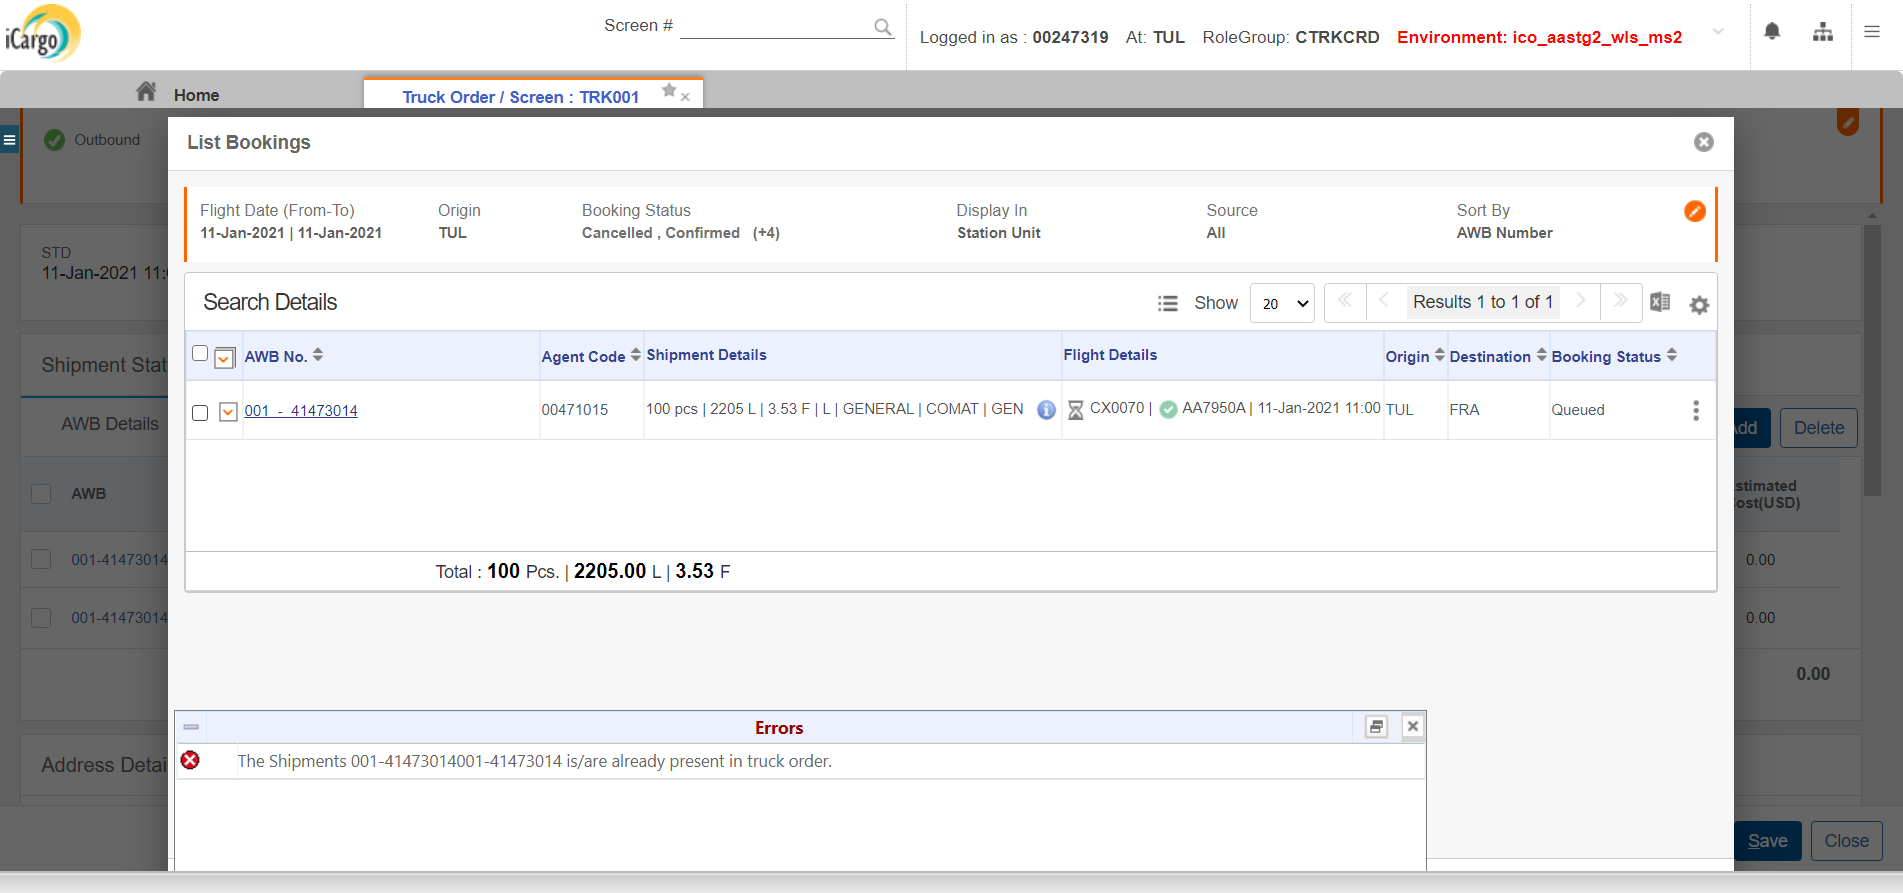 iCargo
Screen #
Logged in as : 00247319 At: TUL RoleGroup: CTRKCRD Environment: ico_aastg2_wls_ms2
Home
Truck Order / Screen : TRK001
Outbound
List Bookings
Flight Date (From-To) Origin Booking Status Display In Source Sort By
11-Jan-2021 | 11-Jan-2021 TUL Cancelled , Confirmed (+4) Station Unit All AWB Number
STD
11-Jan-2021 11:
Search Details
Show 20 Results 1 to 1 of 1
AWB No. Agent Code Shipment Details Flight Details Origin Destination Booking Status
Shipment Stat
001 - 41473014 00471015 100 pcs | 2205 L | 3.53 F | L | GENERAL | COMAT | GEN CX0070 | AA7950A | 11-Jan-2021 11:00 TUL FRA Queued
AWB Details
dd Delete
AWB
stimated
ost(USD)
001-41473014 0.00
Total : 100 Pcs. | 2205.00 L | 3.53 F
001-41473014 0.00
0.00
Errors
The Shipments 001-41473014001-41473014 is/are already present in truck order.
Address Detai
Save Close